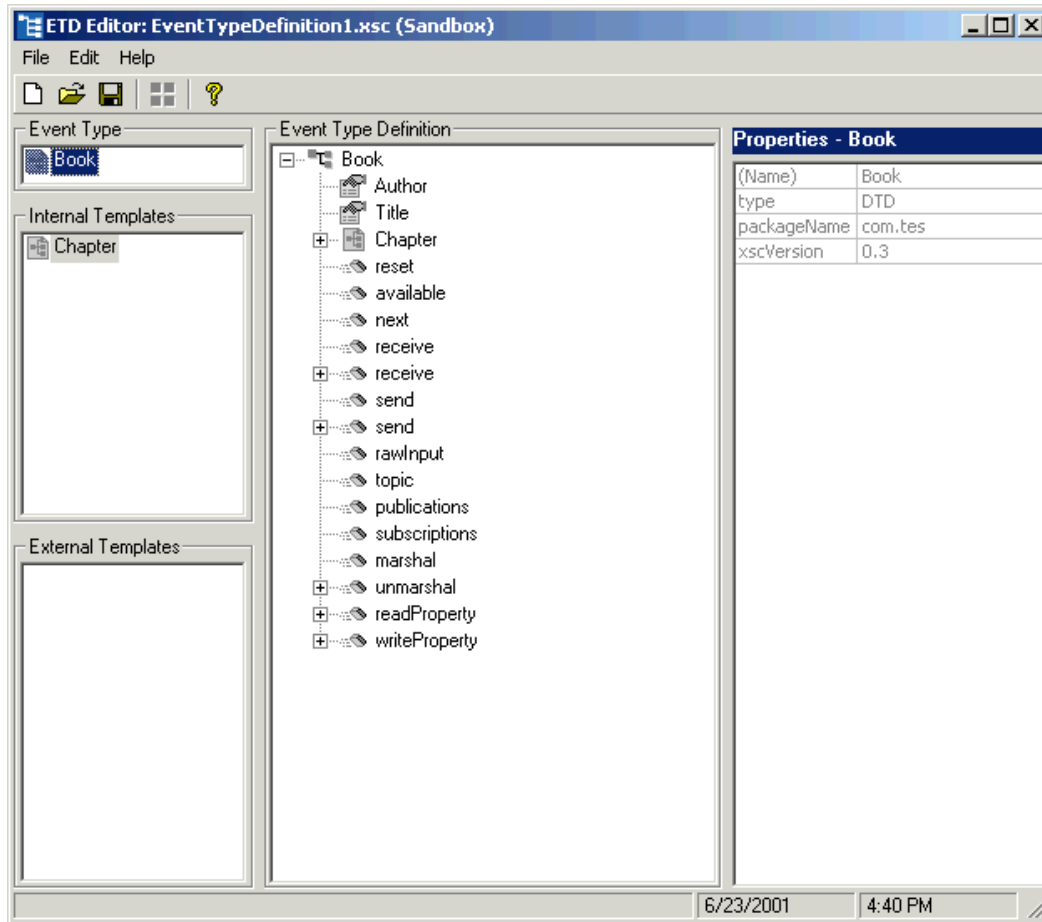 ETD Editor: EventTypeDefinition1.xsc (Sandbox)
File Edit Help
Event Type
Book
Internal Templates
Chapter
External Templates
Event Type Definition
Book
Author
Title
Chapter
reset
available
next
receive
receive
send
send
rawInput
topic
publications
subscriptions
marshal
unmarshal
readProperty
writeProperty
Properties - Book
(Name) Book
type DTD
packageName com.tes
xscVersion 0.3
6/23/2001 4:40 PM